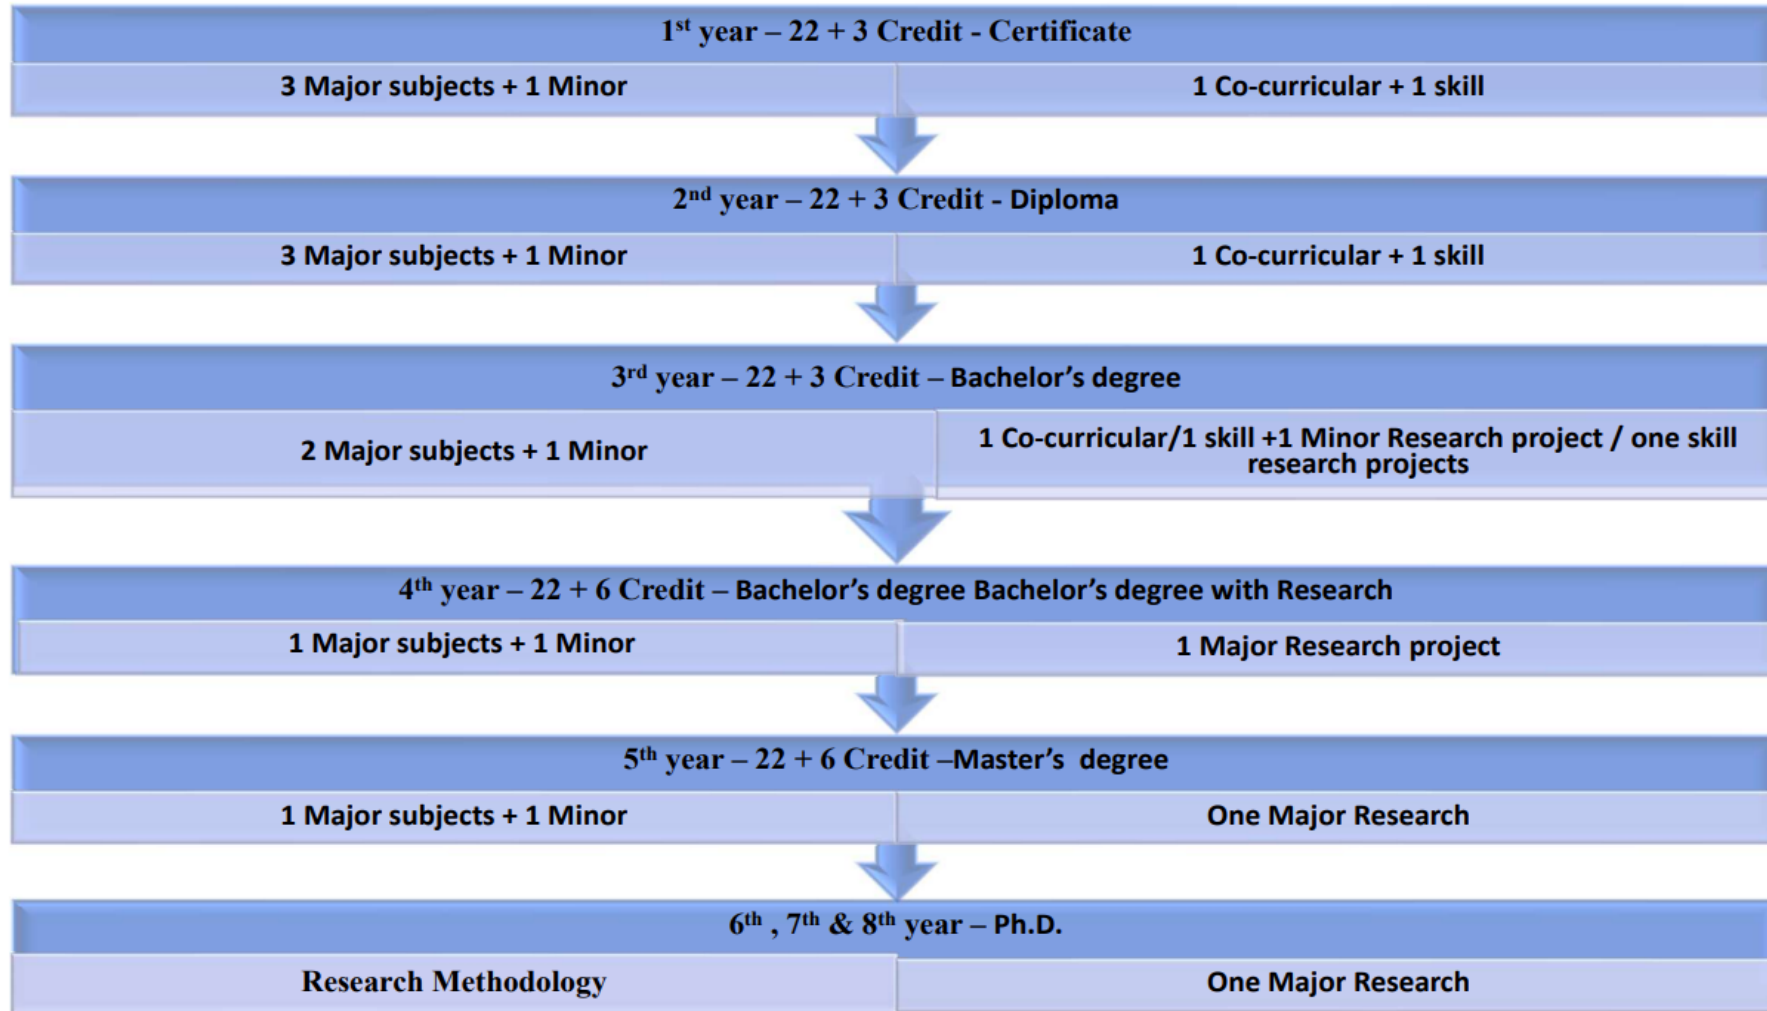 1st year – 22 + 3 Credit - Certificate
3 Major subjects + 1 Minor
1 Co-curricular + 1 skill
2nd year – 22 + 3 Credit - Diploma
3 Major subjects + 1 Minor
1 Co-curricular + 1 skill
3rd year – 22 + 3 Credit – Bachelor’s degree
2 Major subjects + 1 Minor
1 Co-curricular/1 skill +1 Minor Research project / one skill
research projects
4th year – 22 + 6 Credit – Bachelor’s degree Bachelor’s degree with Research
1 Major subjects + 1 Minor
1 Major Research project
5th year – 22 + 6 Credit –Master’s degree
1 Major subjects + 1 Minor
One Major Research
6th , 7th & 8th year – Ph.D.
Research Methodology
One Major Research